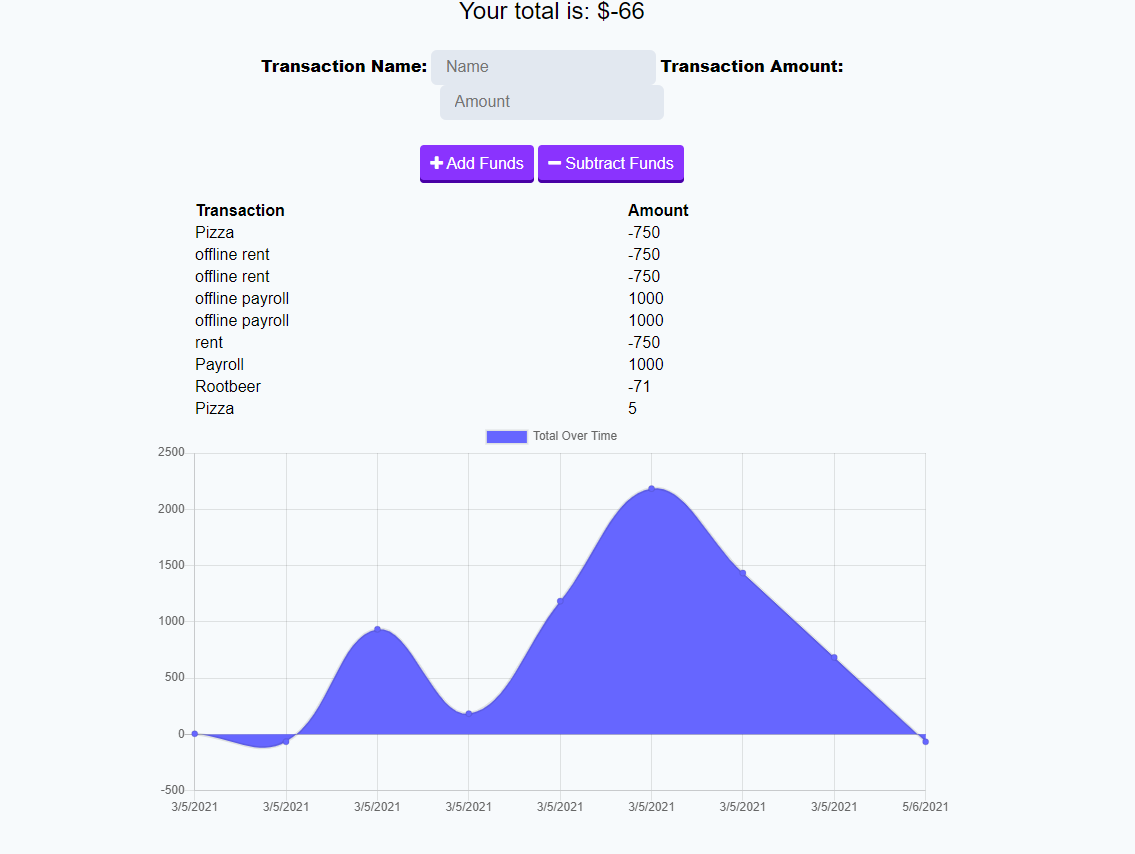 Your total is: $-66
Transaction Name: Name Transaction Amount:
Amount
Add Funds Subtract Funds
Transaction Amount
Pizza -750
offline rent -750
offline rent -750
offline payroll 1000
offline payroll 1000
rent -750
Payroll 1000
Rootbeer -71
Pizza 5
Total Over Time
2500
2000
1500
1000
500
0
-500
3/5/2021 3/5/2021 3/5/2021 3/5/2021 3/5/2021 3/5/2021 3/5/2021 3/5/2021 5/6/2021